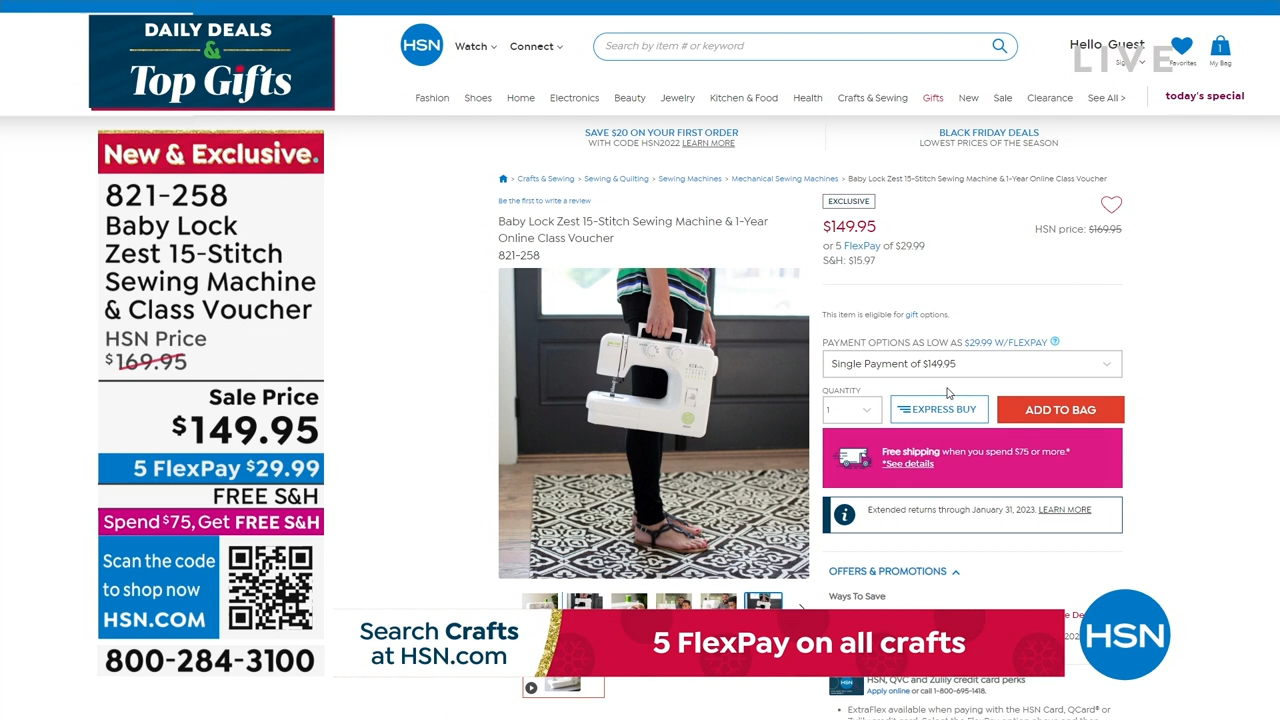 DAILY DEALS
&
Top Gifts
HSN
Watch
Connect
Search by item # or keyword
Hello, Guest
LIVE
Favorites
1
My Bag
Fashion Shoes Home Electronics Beauty Jewelry Kitchen & Food Health Crafts & Sewing Gifts New Sale Clearance See All >
today's special
New & Exclusive.
821-258
Baby Lock
Zest 15-Stitch
Sewing Machine
& Class Voucher
HSN Price
$169.95
Sale Price
$149.95
5 FlexPay $29.99
FREE S&H
Spend $75, Get FREE S&H
Scan the code
to shop now
HSN.COM
800-284-3100
SAVE $20 ON YOUR FIRST ORDER
WITH CODE HSN2022 LEARN MORE
BLACK FRIDAY DEALS
LOWEST PRICES OF THE SEASON
> Crafts & Sewing > Sewing & Quilting > Sewing Machines > Mechanical Sewing Machines > Baby Lock Zest 15-Stitch Sewing Machine & 1-Year Online Class Voucher
Be the first to write a review
Baby Lock Zest 15-Stitch Sewing Machine & 1-Year
Online Class Voucher
821-258
EXCLUSIVE
$149.95
HSN price: $169.95
or 5 FlexPay of $29.99
S&H: $15.97
This item is eligible for gift options.
PAYMENT OPTIONS AS LOW AS $29.99 W/FLEXPAY
Single Payment of $149.95
QUANTITY
1
EXPRESS BUY
ADD TO BAG
Free shipping when you spend $75 or more.*
*See details
Extended returns through January 31, 2023. LEARN MORE
OFFERS & PROMOTIONS
Ways To Save
Search Crafts
at HSN.com
5 FlexPay on all crafts
HSN
HSN, QVC and Zulily credit card perks
Apply online or call 1-800-695-1418.
• ExtraFlex available when paying with the HSN Card, QCard® or